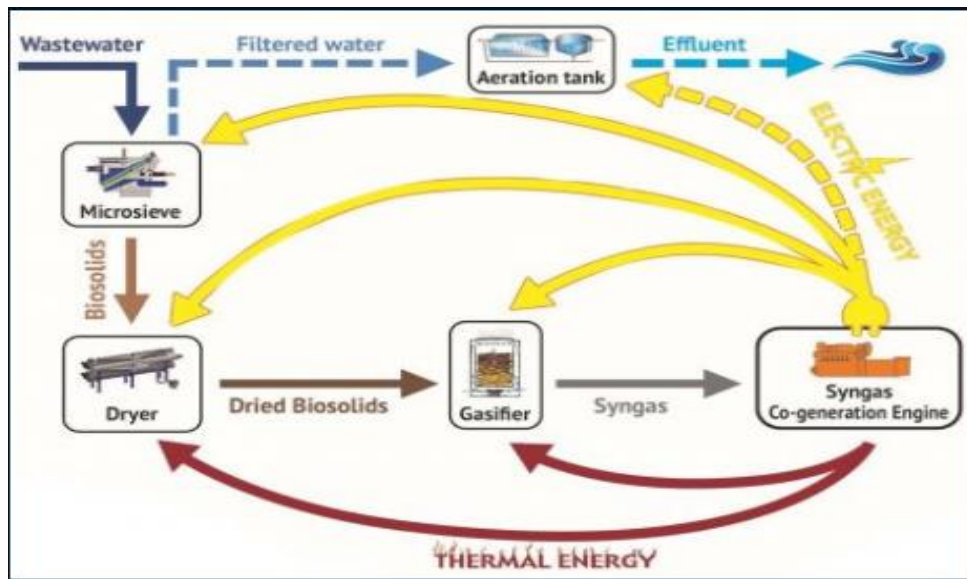 Wastewater
Filtered water
Aeration tank
Effluent
ELECTRIC ENERGY
Microsieve
Biosolids
Dryer
Dried Biosolids
Gasifier
Syngas
Syngas
Co-generation Engine
THERMAL ENERGY